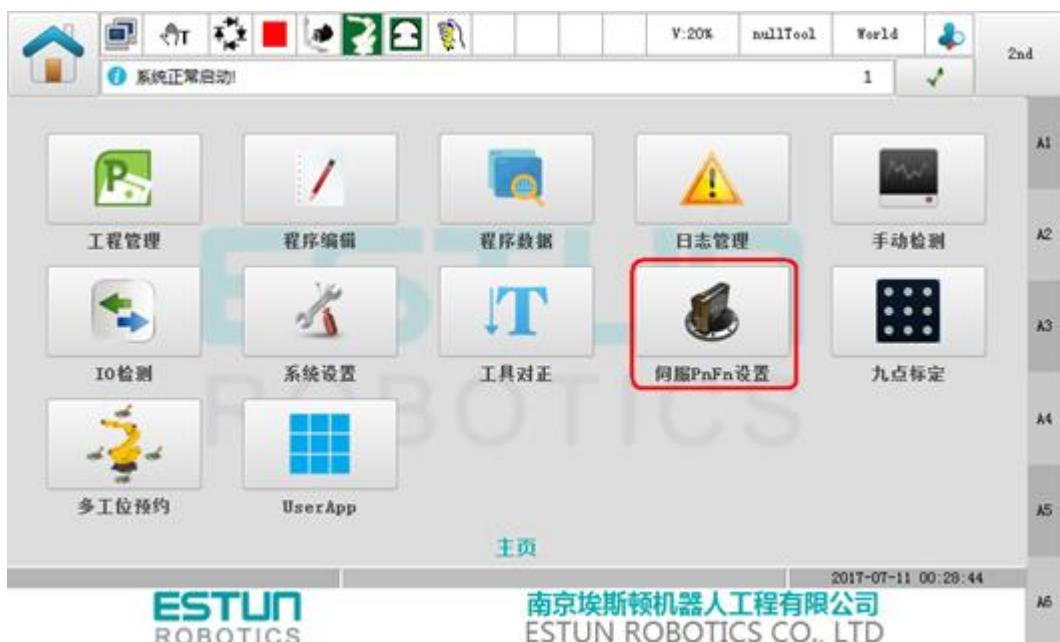 V:20%
nullTool
World
2nd
系统正常启动!
1
A1
工程管理
程序编辑
程序数据
日志管理
手动检测
A2
ESTUN
A3
IO检测
系统设置
工具对正
伺服PnFn设置
九点标定
ROBOTICS
A4
多工位预约
UserApp
A5
主页
2017-07-11 00:28:44
ESTUN
ROBOTICS
南京埃斯顿机器人工程有限公司
ESTUN ROBOTICS CO., LTD
A6